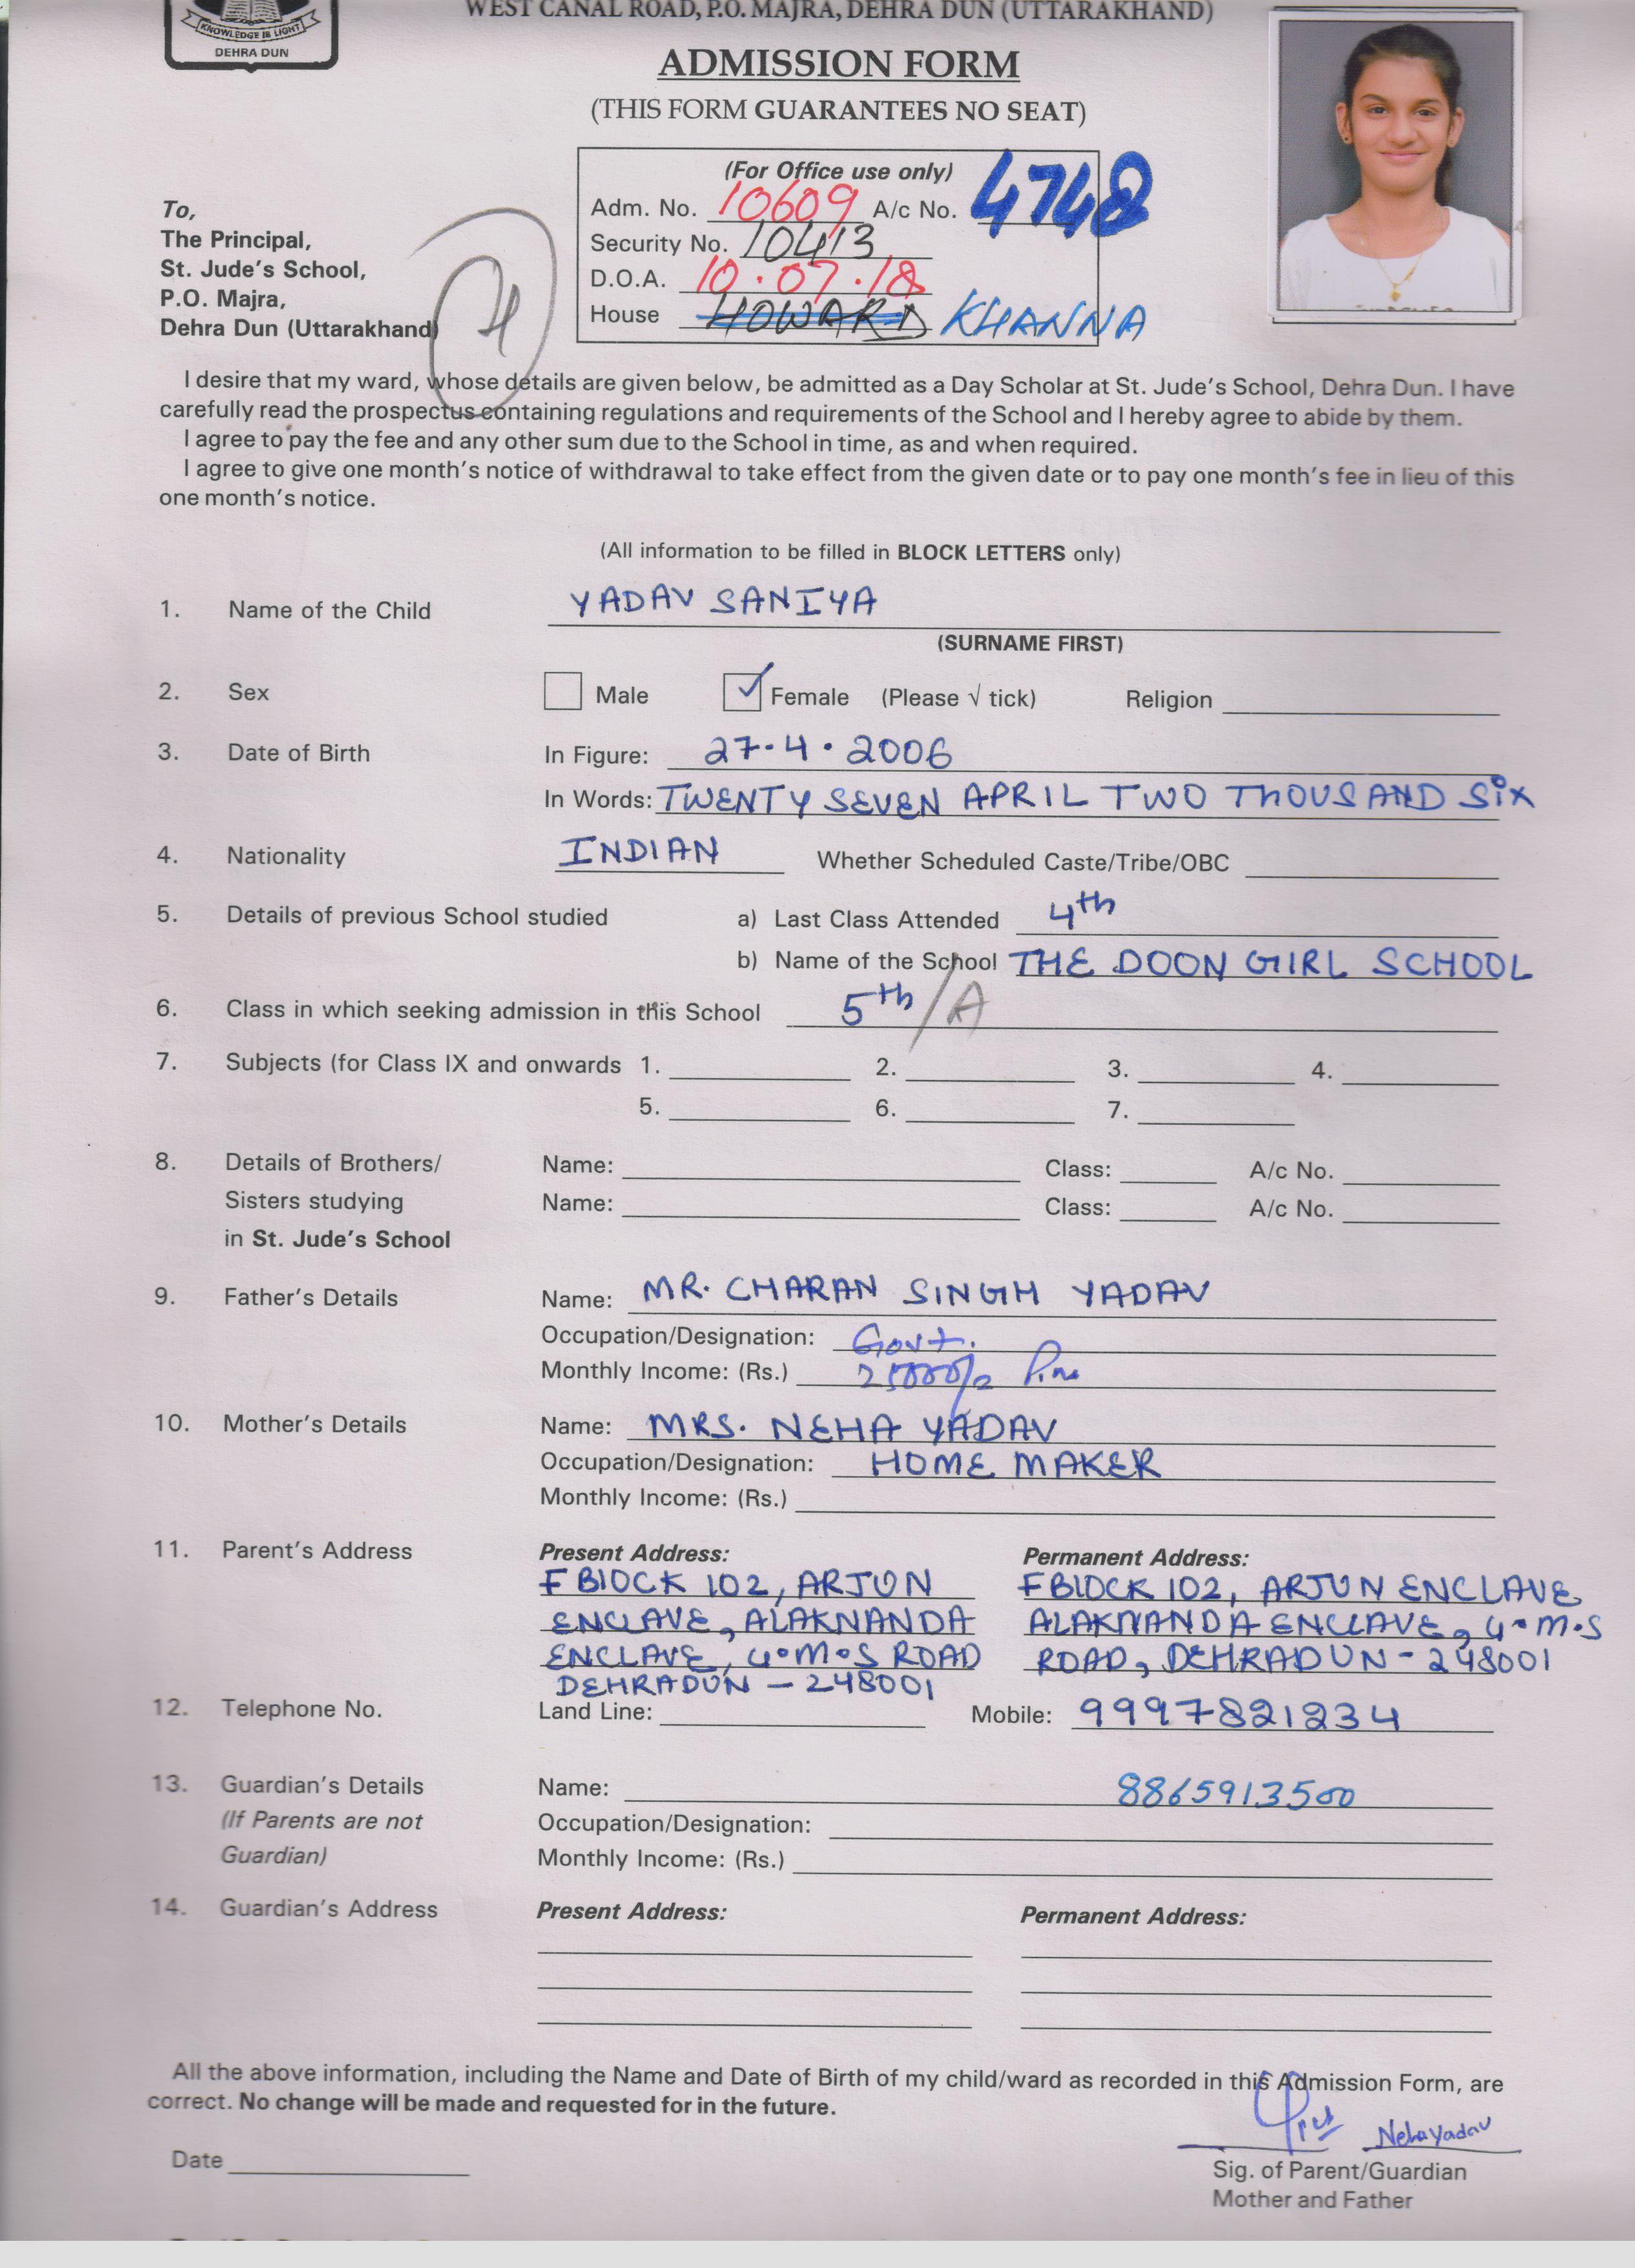 WEST CANAL ROAD, P.O. MAJRA, DEHRA DUN (UTTARAKHAND)
KNOWLEDGE IS LIGHT
DEHRA DUN
ADMISSION FORM
(THIS FORM GUARANTEES NO SEAT)
(For Office use only)
Adm. No. 10609 A/c No. 4748
Security No. 10413
D.O.A. 10.07.18
House HOWARD KHANNA
To,
The Principal,
St. Jude's School,
P.O. Majra,
Dehra Dun (Uttarakhand)
I desire that my ward, whose details are given below, be admitted as a Day Scholar at St. Jude's School, Dehra Dun. I have
carefully read the prospectus containing regulations and requirements of the School and I hereby agree to abide by them.
I agree to pay the fee and any other sum due to the School in time, as and when required.
I agree to give one month's notice of withdrawal to take effect from the given date or to pay one month's fee in lieu of this
one month's notice.
(All information to be filled in BLOCK LETTERS only)
1. Name of the Child YADAV SANIYA
(SURNAME FIRST)
2. Sex Male ✓ Female (Please √ tick) Religion
3. Date of Birth In Figure: 27.4.2006
In Words: TWENTY SEVEN APRIL TWO THOUSAND SiX
4. Nationality INDIAN Whether Scheduled Caste/Tribe/OBC
5. Details of previous School studied a) Last Class Attended 4th
b) Name of the School THE DOON GIRL SCHOOL
6. Class in which seeking admission in this School 5th/A
7. Subjects (for Class IX and onwards 1. 2. 3. 4.
5. 6. 7.
8. Details of Brothers/ Name: Class: A/c No.
Sisters studying Name: Class: A/c No.
in St. Jude's School
9. Father's Details Name: MR. CHARAN SINGH YADAV
Occupation/Designation: Govt.
Monthly Income: (Rs.)
10. Mother's Details Name: MRS. NEHA YADAV
Occupation/Designation: HOME MAKER
Monthly Income: (Rs.)
11. Parent's Address Present Address: Permanent Address:
F BlOCK 102, ARJUN F BlOCK 102, ARJUN ENCLAVE
ENCLAVE, ALAKNANDA ALAKNANDA ENCLAVE, G.M.S
ENCLAVE, G.M.S ROAD ROAD, DEHRADUN - 248001
DEHRADUN - 248001
12. Telephone No. Land Line: Mobile: 9997821234
13. Guardian's Details Name: 8865913500
(If Parents are not Occupation/Designation:
Guardian) Monthly Income: (Rs.)
14. Guardian's Address Present Address: Permanent Address:
All the above information, including the Name and Date of Birth of my child/ward as recorded in this Admission Form, are
correct. No change will be made and requested for in the future.
Neha Yadav
Date
Sig. of Parent/Guardian
Mother and Father